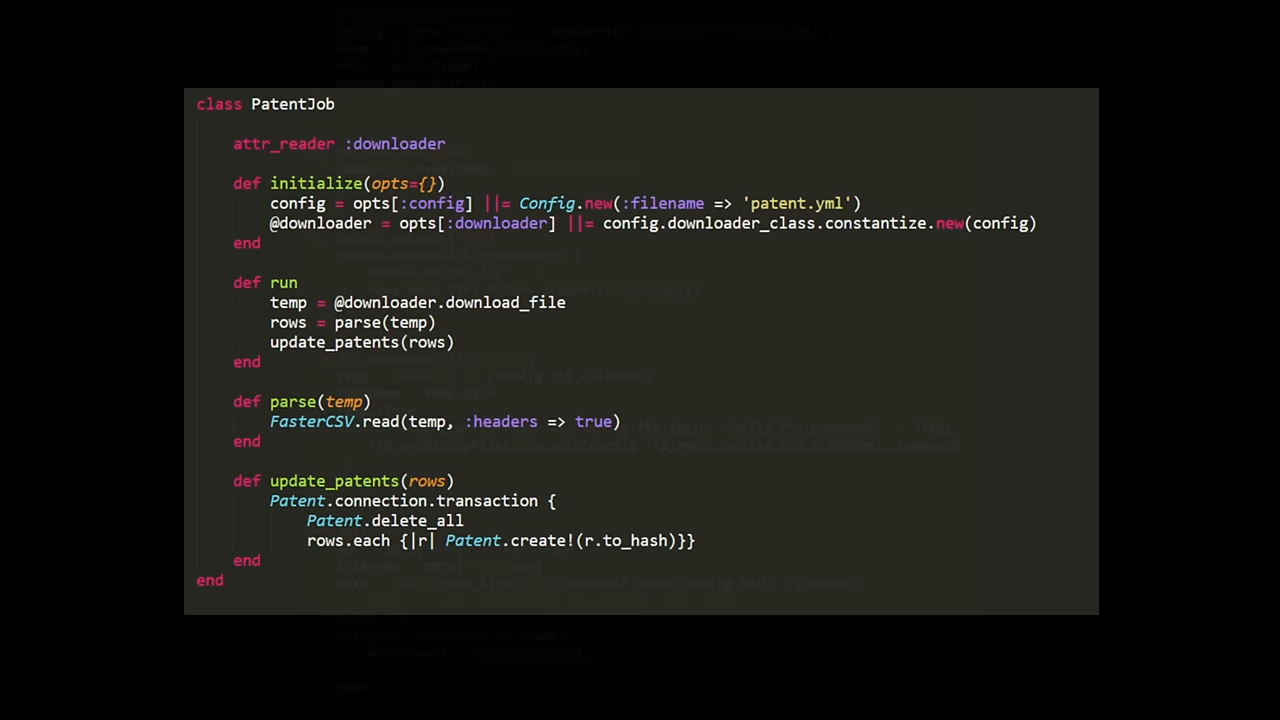 class PatentJob
attr_reader :downloader
def initialize(opts={})
config = opts[:config] ||= Config.new(:filename => 'patent.yml')
@downloader = opts[:downloader] ||= config.downloader_class.constantize.new(config)
end
def run
temp = @downloader.download_file
rows = parse(temp)
update_patents(rows)
end
def parse(temp)
FasterCSV.read(temp, :headers => true)
end
def update_patents(rows)
Patent.connection.transaction {
Patent.delete_all
rows.each {|r| Patent.create!(r.to_hash)}}
end
end